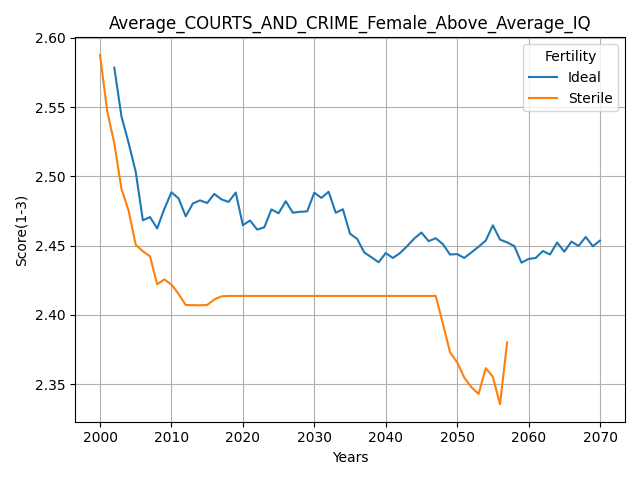 Average_COURTS_AND_CRIME_Female_Above_Average_IQ
Fertility
Ideal
Sterile
Score(1-3)
2.60
2.55
2.50
2.45
2.40
2.35
2000 2010 2020 2030 2040 2050 2060 2070
Years